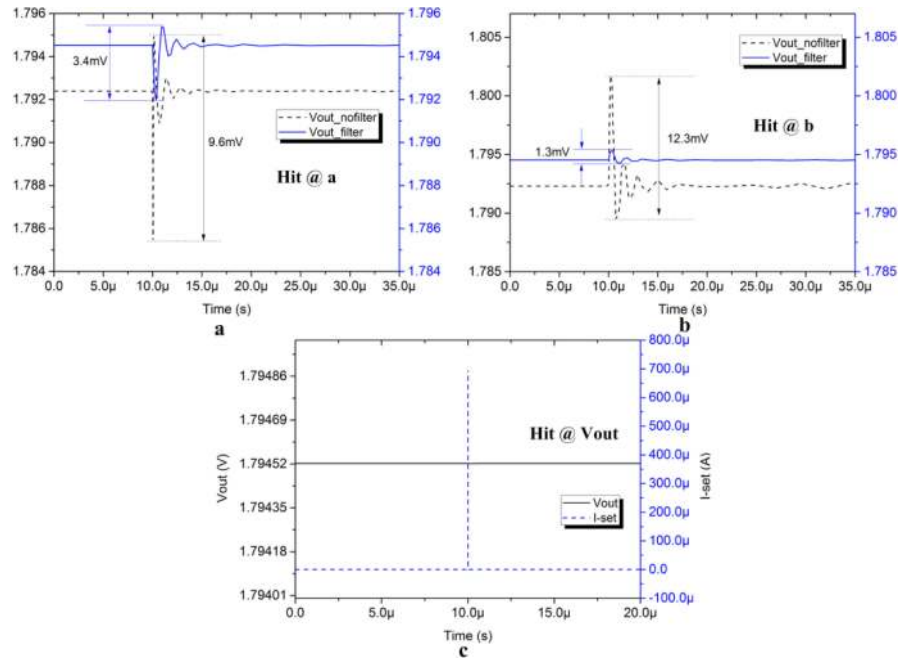 1.796
1.794
1.792
1.790
1.788
1.786
1.784
1.796
1.794
1.792
1.790
1.788
1.786
1.784
3.4mV
9.6mV
Vout_nofilter
Vout_filter
Hit @ a
0.0 5.0μ 10.0μ 15.0μ 20.0μ 25.0μ 30.0μ 35.0μ
Time (s)
a
1.805
1.800
1.795
1.790
1.785
1.805
1.800
1.795
1.790
1.785
Vout_nofilter
Vout_filter
1.3mV
12.3mV
Hit @ b
0.0 5.0μ 10.0μ 15.0μ 20.0μ 25.0μ 30.0μ 35.0μ
Time (s)
b
Vout (V)
1.79486
1.79469
1.79452
1.79435
1.79418
1.79401
800.0μ
700.0μ
600.0μ
500.0μ
400.0μ
300.0μ
200.0μ
100.0μ
0.0
-100.0μ
I-set (A)
Hit @ Vout
Vout
I-set
0.0 5.0μ 10.0μ 15.0μ 20.0μ
Time (s)
c